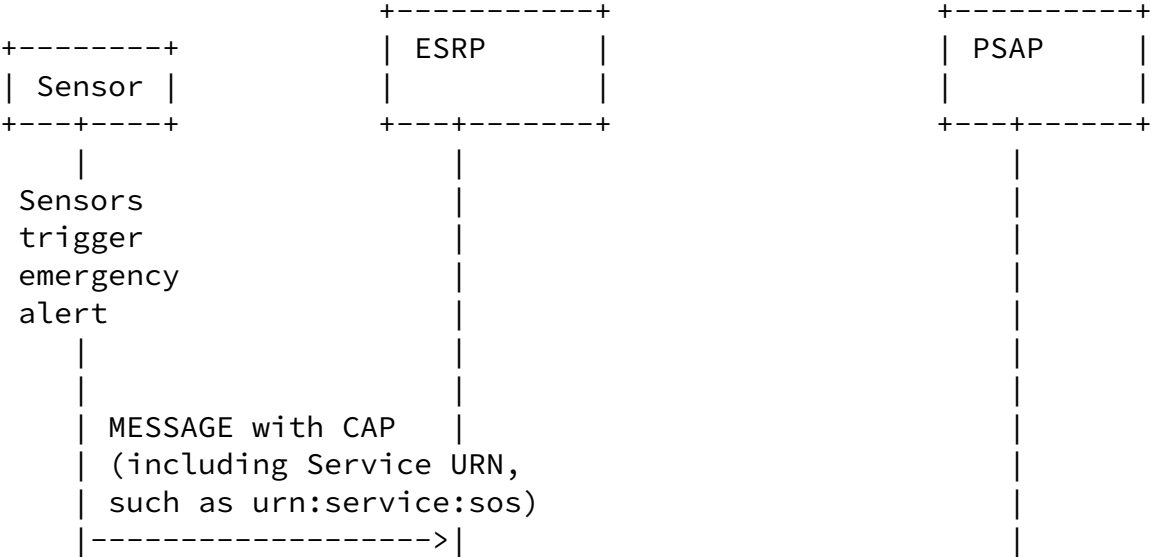 ESRP
PSAP
Sensor
Sensors
trigger
emergency
alert
MESSAGE with CAP
(including Service URN,
such as urn:service:sos)